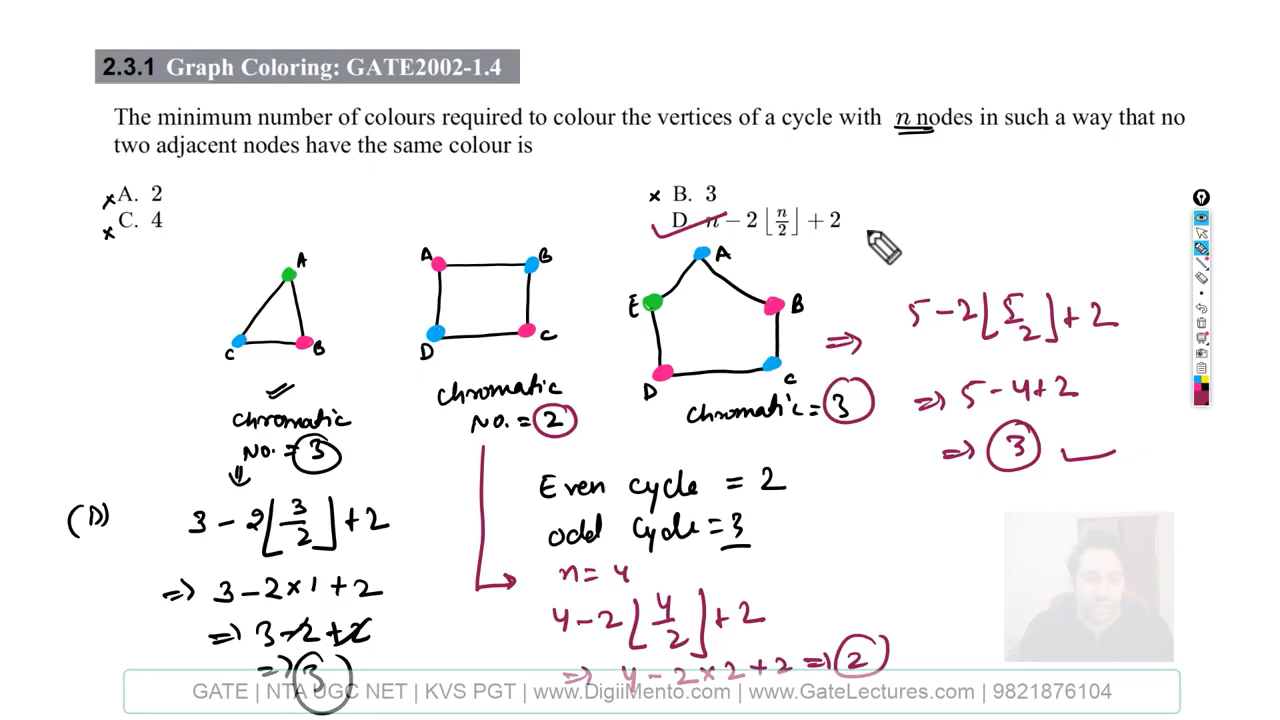 2.3.1 Graph Coloring: GATE2002-1.4
The minimum number of colours required to colour the vertices of a cycle with n nodes in such a way that no
two adjacent nodes have the same colour is
×A. 2
× B. 3
×C. 4
D. n − 2 ⌊n/2⌋ + 2
A
C
B
chromatic
No. = 3
(D)
3 - 2⌊3/2⌋ + 2
⇒ 3 - 2 × 1 + 2
⇒ 3 - 2 + 2
⇒ 3
A
B
D
C
chromatic
No. = 2
A
E
B
D
C
chromatic = 3
Even cycle = 2
odd cycle = 3
n = 4
4 - 2⌊4/2⌋ + 2
⇒ 4 - 2 × 2 + 2 ⇒ 2
⇒ 5 - 2⌊5/2⌋ + 2
⇒ 5 - 4 + 2
⇒ 3
GATE | NTA UGC NET | KVS PGT | www.DigiiMento.com | www.GateLectures.com | 9821876104